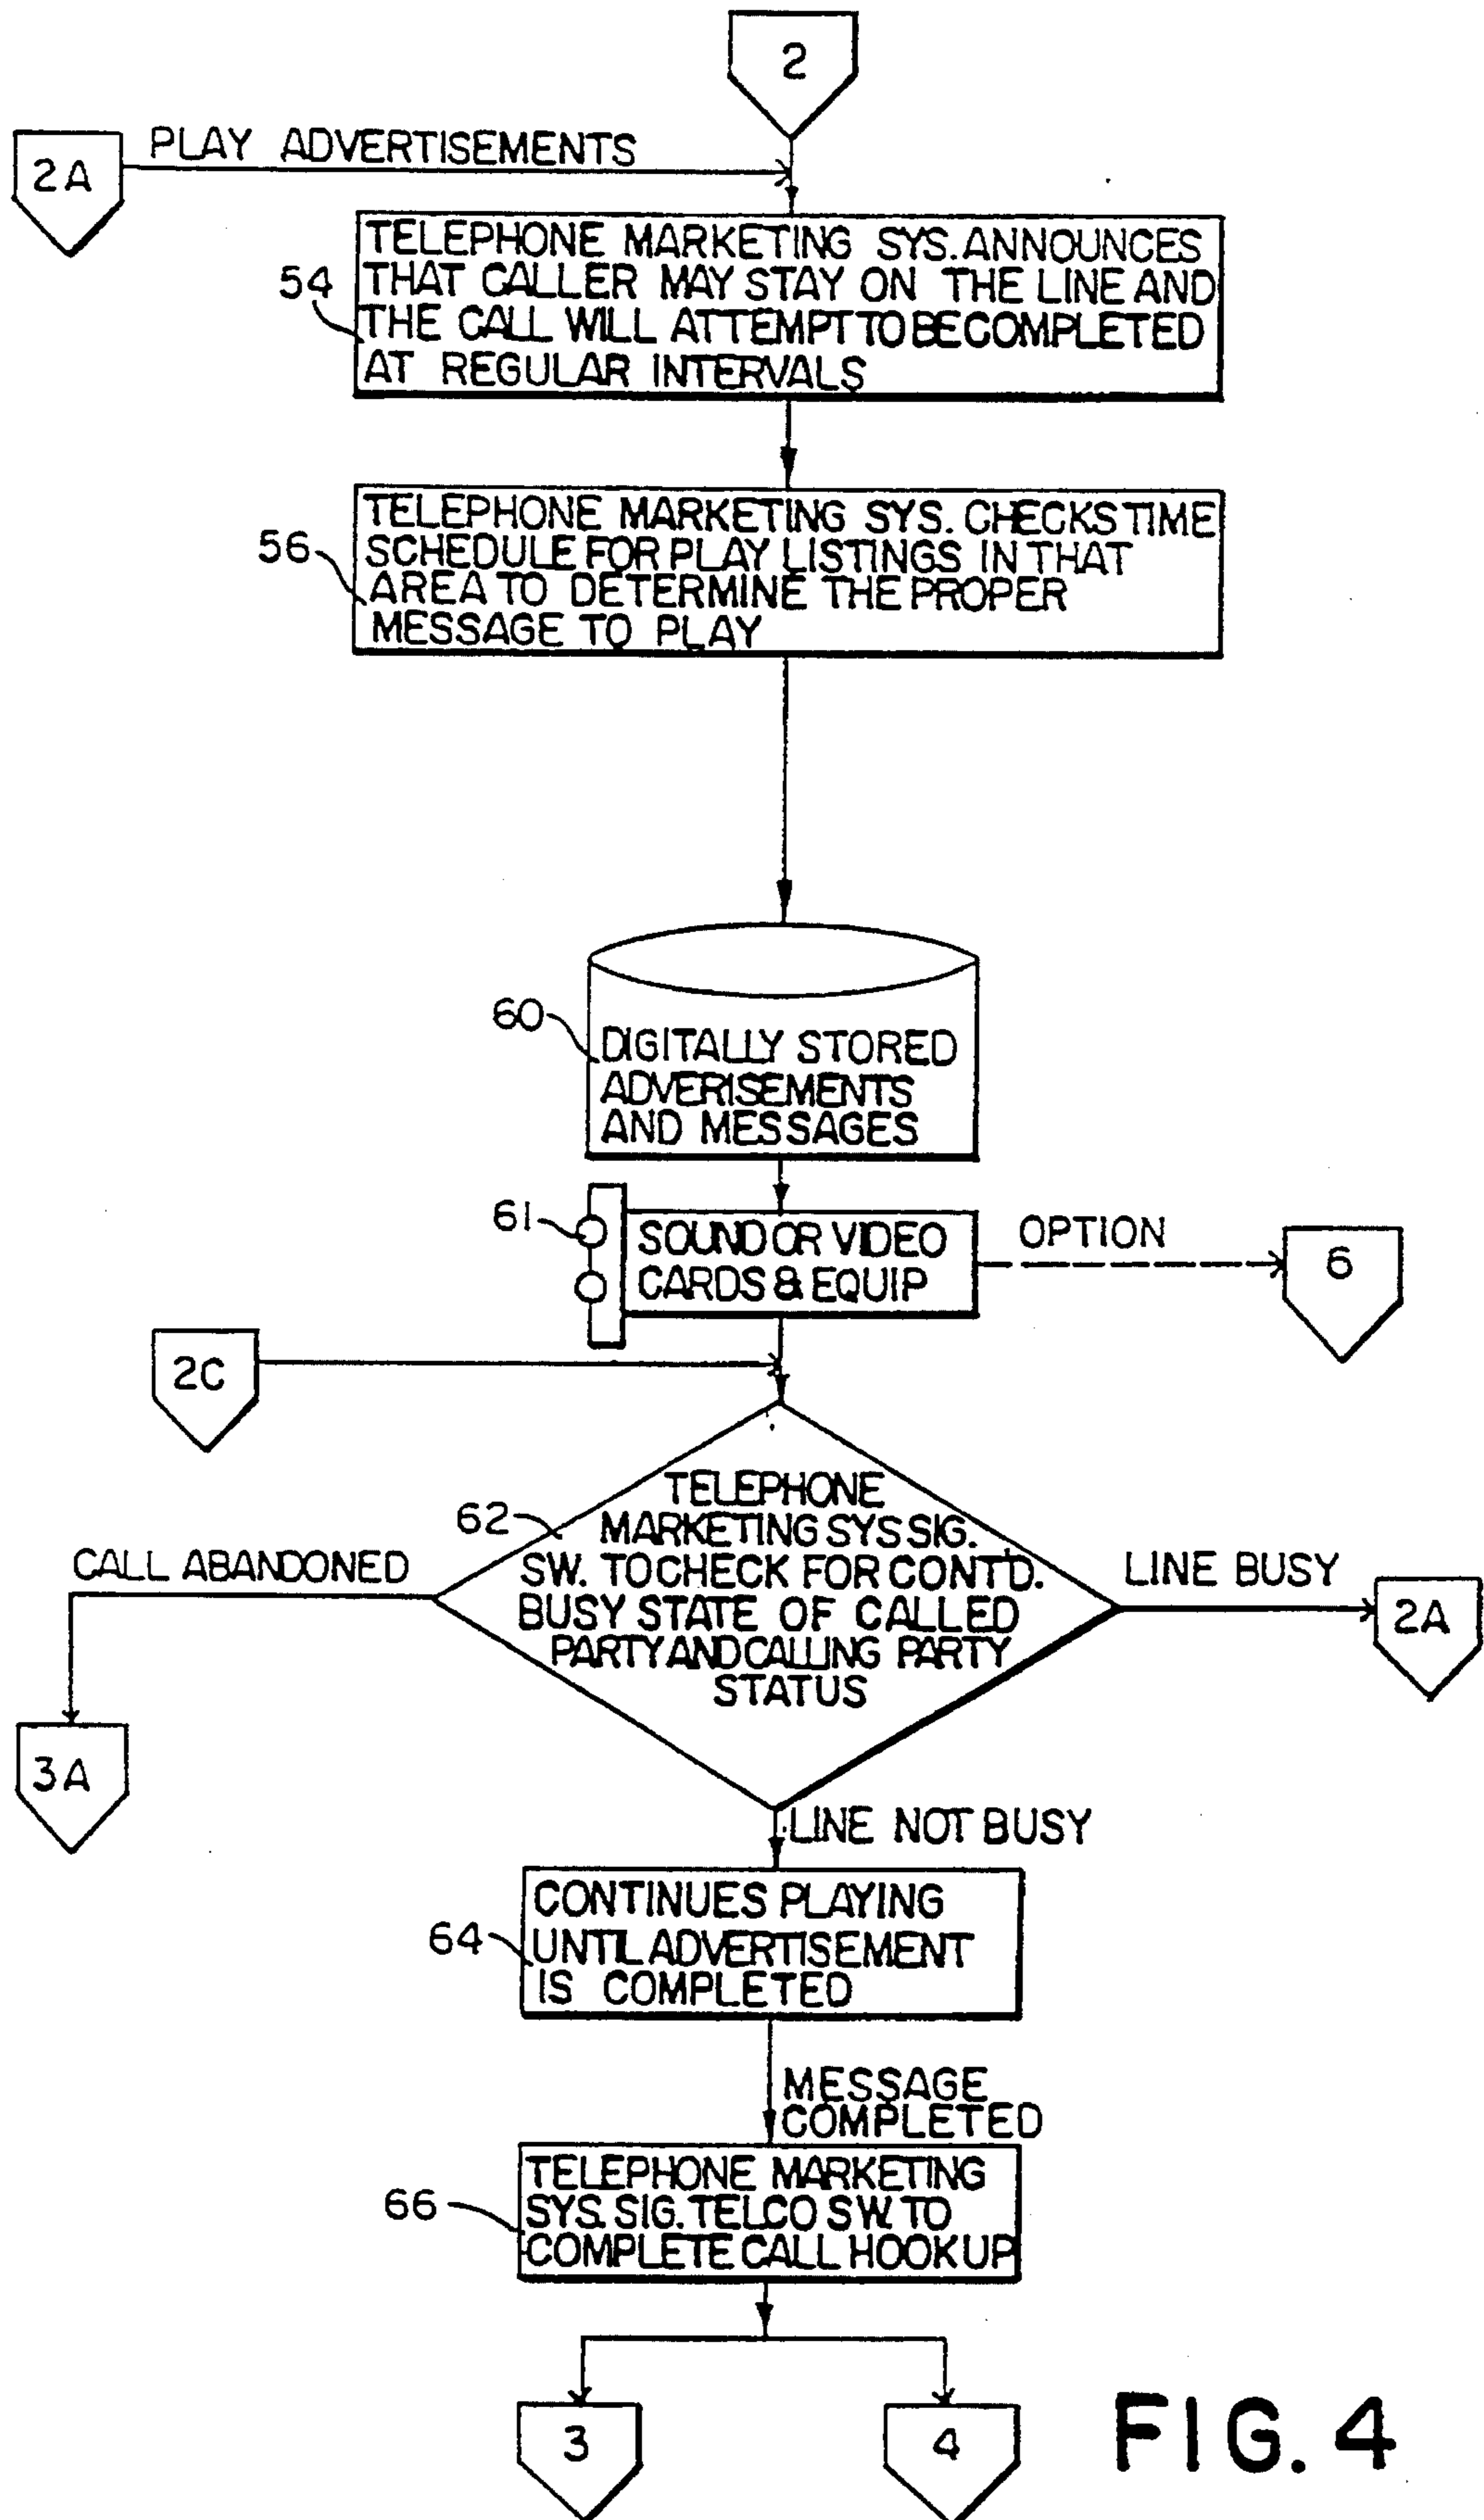 2
2A
PLAY ADVERTISEMENTS
54
TELEPHONE MARKETING SYS. ANNOUNCES
THAT CALLER MAY STAY ON THE LINE AND
THE CALL WILL ATTEMPT TO BE COMPLETED
AT REGULAR INTERVALS
56
TELEPHONE MARKETING SYS. CHECKS TIME
SCHEDULE FOR PLAY LISTINGS IN THAT
AREA TO DETERMINE THE PROPER
MESSAGE TO PLAY
60
DIGITALLY STORED
ADVERISEMENTS
AND MESSAGES
61
SOUND OR VIDEO
CARDS & EQUIP
OPTION
6
2C
62
TELEPHONE
MARKETING SYS SIG.
SW. TO CHECK FOR CONT'D.
BUSY STATE OF CALLED
PARTY AND CALLING PARTY
STATUS
CALL ABANDONED
LINE BUSY
2A
3A
LINE NOT BUSY
64
CONTINUES PLAYING
UNTIL ADVERTISEMENT
IS COMPLETED
MESSAGE
COMPLETED
66
TELEPHONE MARKETING
SYS. SIG. TELCO SW. TO
COMPLETE CALL HOOK UP
3
4
FIG. 4